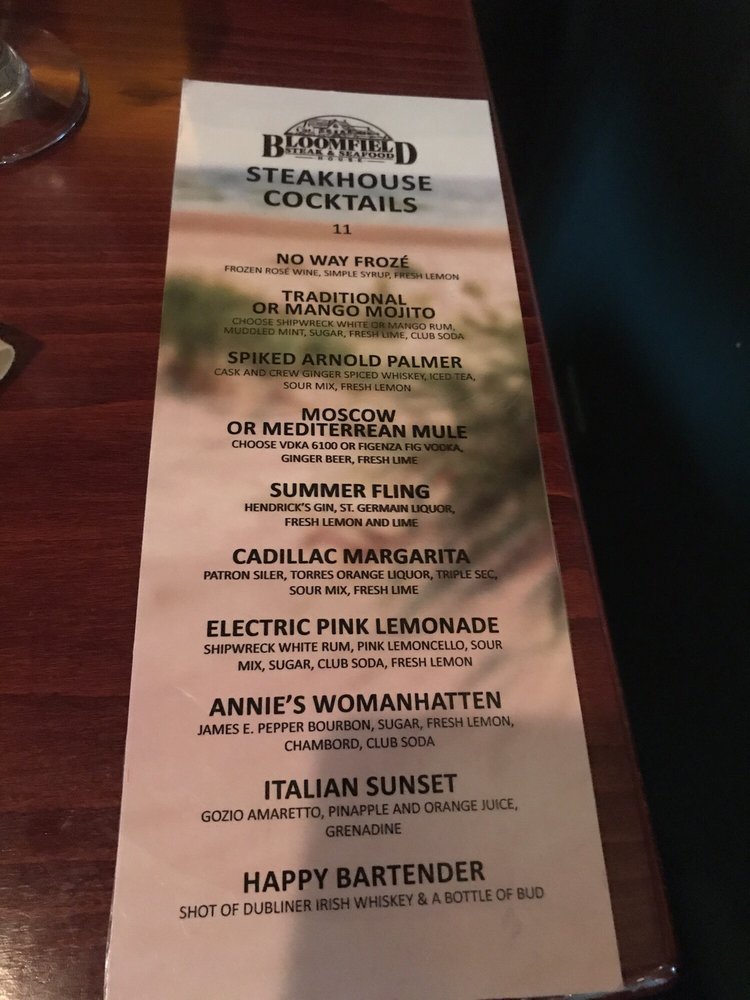 BLOOMFIELD
STEAK & SEAFOOD
HOUSE
STEAKHOUSE
COCKTAILS
11
NO WAY FROZÉ
FROZEN ROSÉ WINE, SIMPLE SYRUP, FRESH LEMON
TRADITIONAL
OR MANGO MOJITO
CHOOSE SHIPWRECK WHITE OR MANGO RUM,
MUDDLED MINT, SUGAR, FRESH LIME, CLUB SODA
SPIKED ARNOLD PALMER
CASK AND CREW GINGER SPICED WHISKEY, ICED TEA,
SOUR MIX, FRESH LEMON
MOSCOW
OR MEDITERREAN MULE
CHOOSE VDKA 6100 OR FIGENZA FIG VODKA,
GINGER BEER, FRESH LIME
SUMMER FLING
HENDRICK'S GIN, ST. GERMAIN LIQUOR,
FRESH LEMON AND LIME
CADILLAC MARGARITA
PATRON SILER, TORRES ORANGE LIQUOR, TRIPLE SEC,
SOUR MIX, FRESH LIME
ELECTRIC PINK LEMONADE
SHIPWRECK WHITE RUM, PINK LEMONCELLO, SOUR
MIX, SUGAR, CLUB SODA, FRESH LEMON
ANNIE'S WOMANHATTEN
JAMES E. PEPPER BOURBON, SUGAR, FRESH LEMON,
CHAMBORD, CLUB SODA
ITALIAN SUNSET
GOZIO AMARETTO, PINAPPLE AND ORANGE JUICE,
GRENADINE
HAPPY BARTENDER
SHOT OF DUBLINER IRISH WHISKEY & A BOTTLE OF BUD